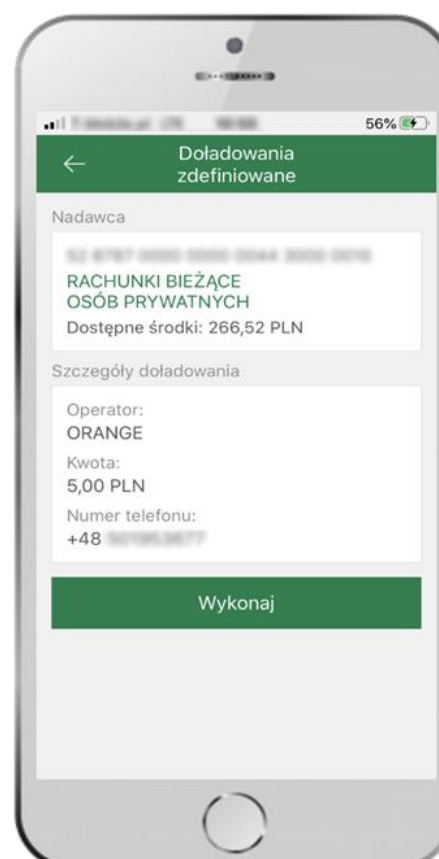 56%
Doładowania
zdefiniowane
Nadawca
RACHUNKI BIEŻĄCE
OSÓB PRYWATNYCH
Dostępne środki: 266,52 PLN
Szczegóły doładowania
Operator:
ORANGE
Kwota:
5,00 PLN
Numer telefonu:
+48
Wykonaj